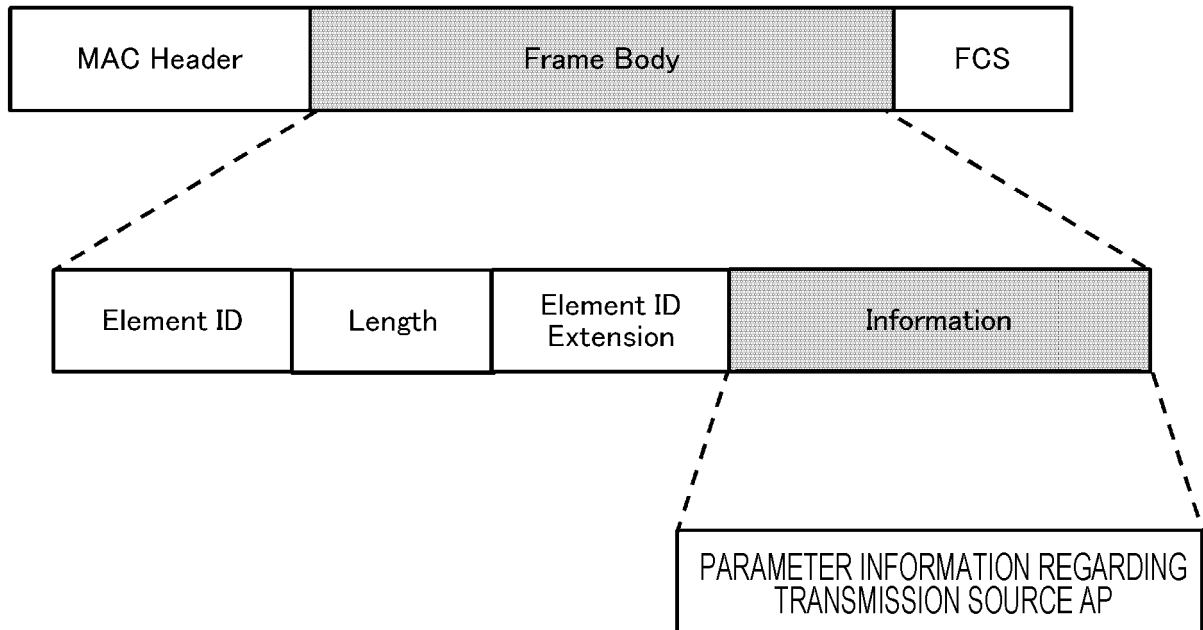 MAC Header
Frame Body
FCS
Element ID
Length
Element ID
Extension
Information
PARAMETER INFORMATION REGARDING
TRANSMISSION SOURCE AP